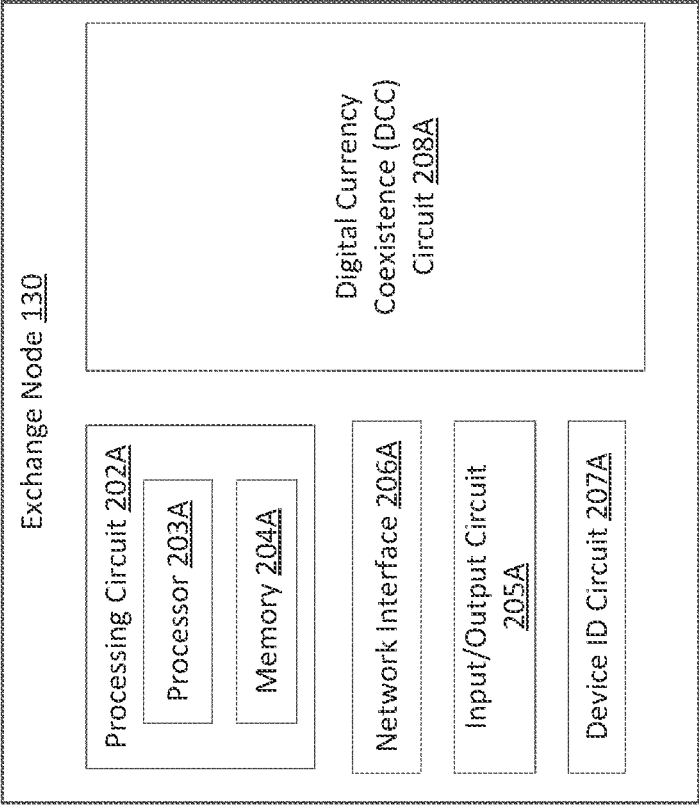 Exchange Node 130
Processing Circuit 202A
Processor 203A
Memory 204A
Network Interface 206A
Input/Output Circuit
205A
Device ID Circuit 207A
Digital Currency
Coexistence (DCC)
Circuit 208A